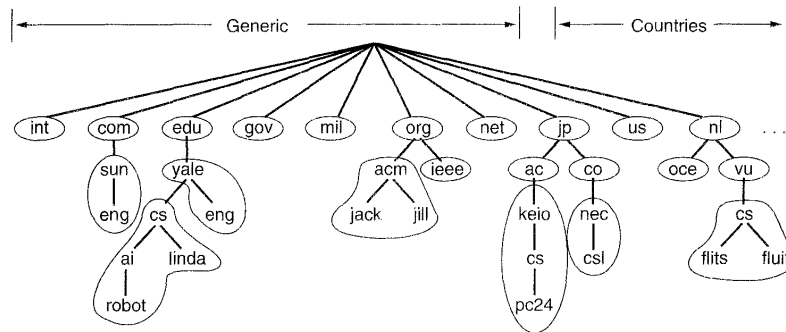 Generic Countries
int com edu gov mil org net jp us nl ...
sun yale acm ieee ac co oce vu
eng cs eng jack jill keio nec cs
ai linda cs csl flits fluit
robot pc24